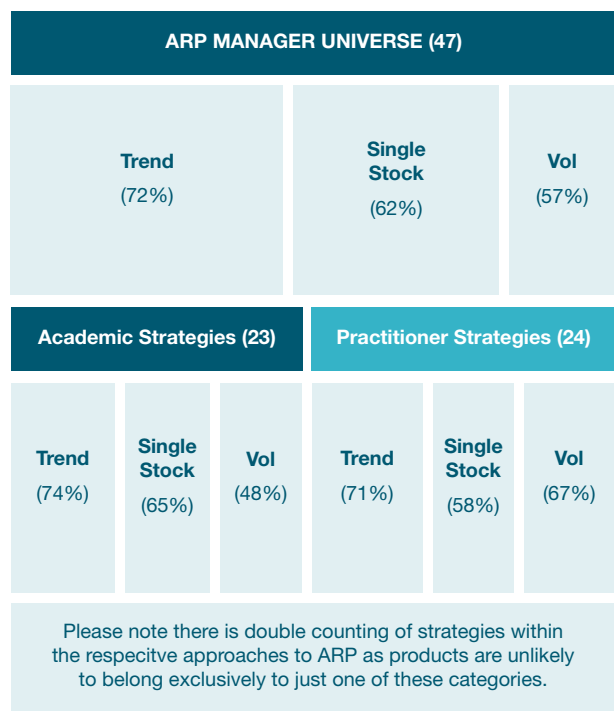 ARP MANAGER UNIVERSE (47)
Trend
(72%)
Single
Stock
(62%)
Vol
(57%)
Academic Strategies (23)
Practitioner Strategies (24)
Trend
(74%)
Single
Stock
(65%)
Vol
(48%)
Trend
(71%)
Single
Stock
(58%)
Vol
(67%)
Please note there is double counting of strategies within
the respecitve approaches to ARP as products are unlikely
to belong exclusively to just one of these categories.